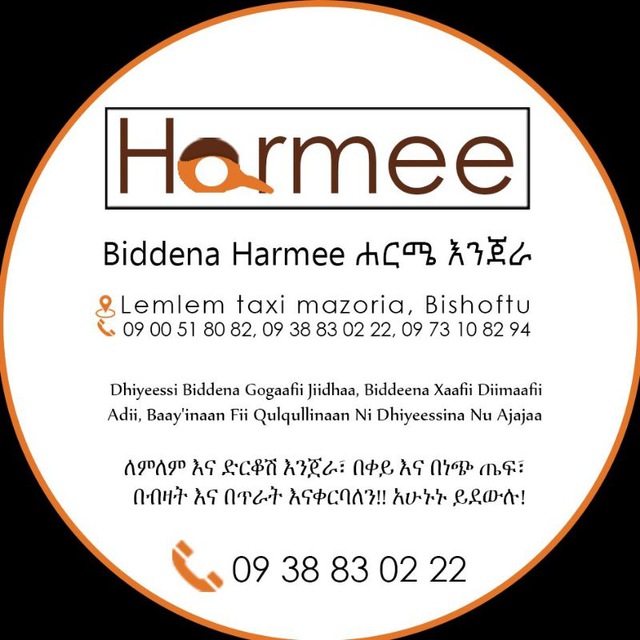 Harmee
Biddena Harmee ሐርሜ እንጀራ
Lemlem taxi mazoria, Bishoftu
09 00 51 80 82, 09 38 83 02 22, 09 73 10 82 94
Dhiyeessi Biddena Gogaafii Jiidhaa, Biddeena Xaafii Diimaafii
Adii, Baay'inaan Fii Qulqullinaan Ni Dhiyeessina Nu Ajajaa
ለምለም እና ድርቆሽ እንጀራ፣ በቀይ እና በነጭ ጤፍ፣
በብዛት እና በጥራት እናቀርባለን!! አሁኑኑ ይደውሉ!
09 38 83 02 22